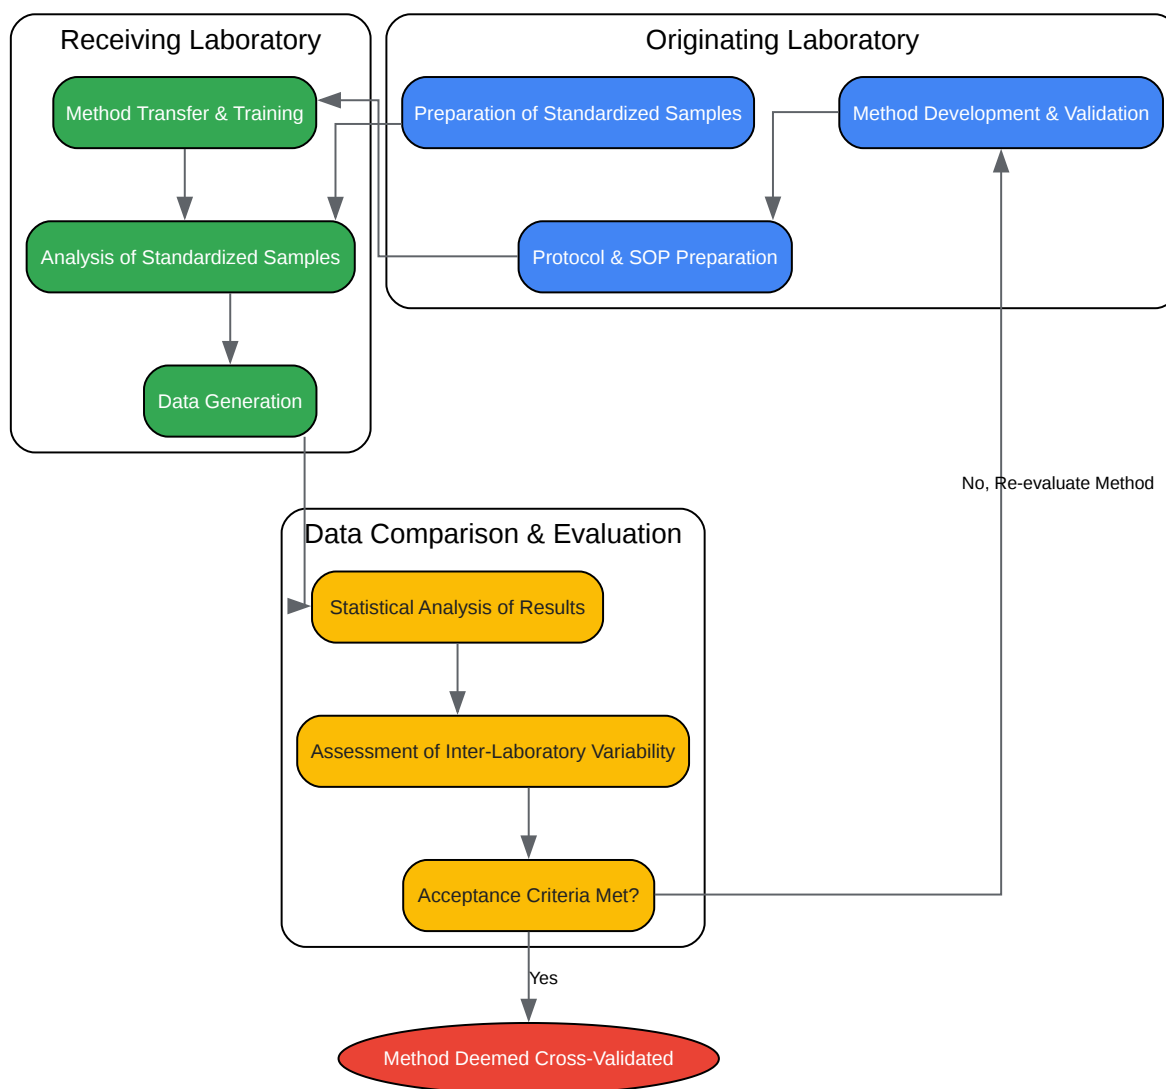 Receiving Laboratory
Originating Laboratory
Method Transfer & Training
Preparation of Standardized Samples
Method Development & Validation
Analysis of Standardized Samples
Protocol & SOP Preparation
Data Generation
No, Re-evaluate Method
Data Comparison & Evaluation
Statistical Analysis of Results
Assessment of Inter-Laboratory Variability
Acceptance Criteria Met?
Yes
Method Deemed Cross-Validated